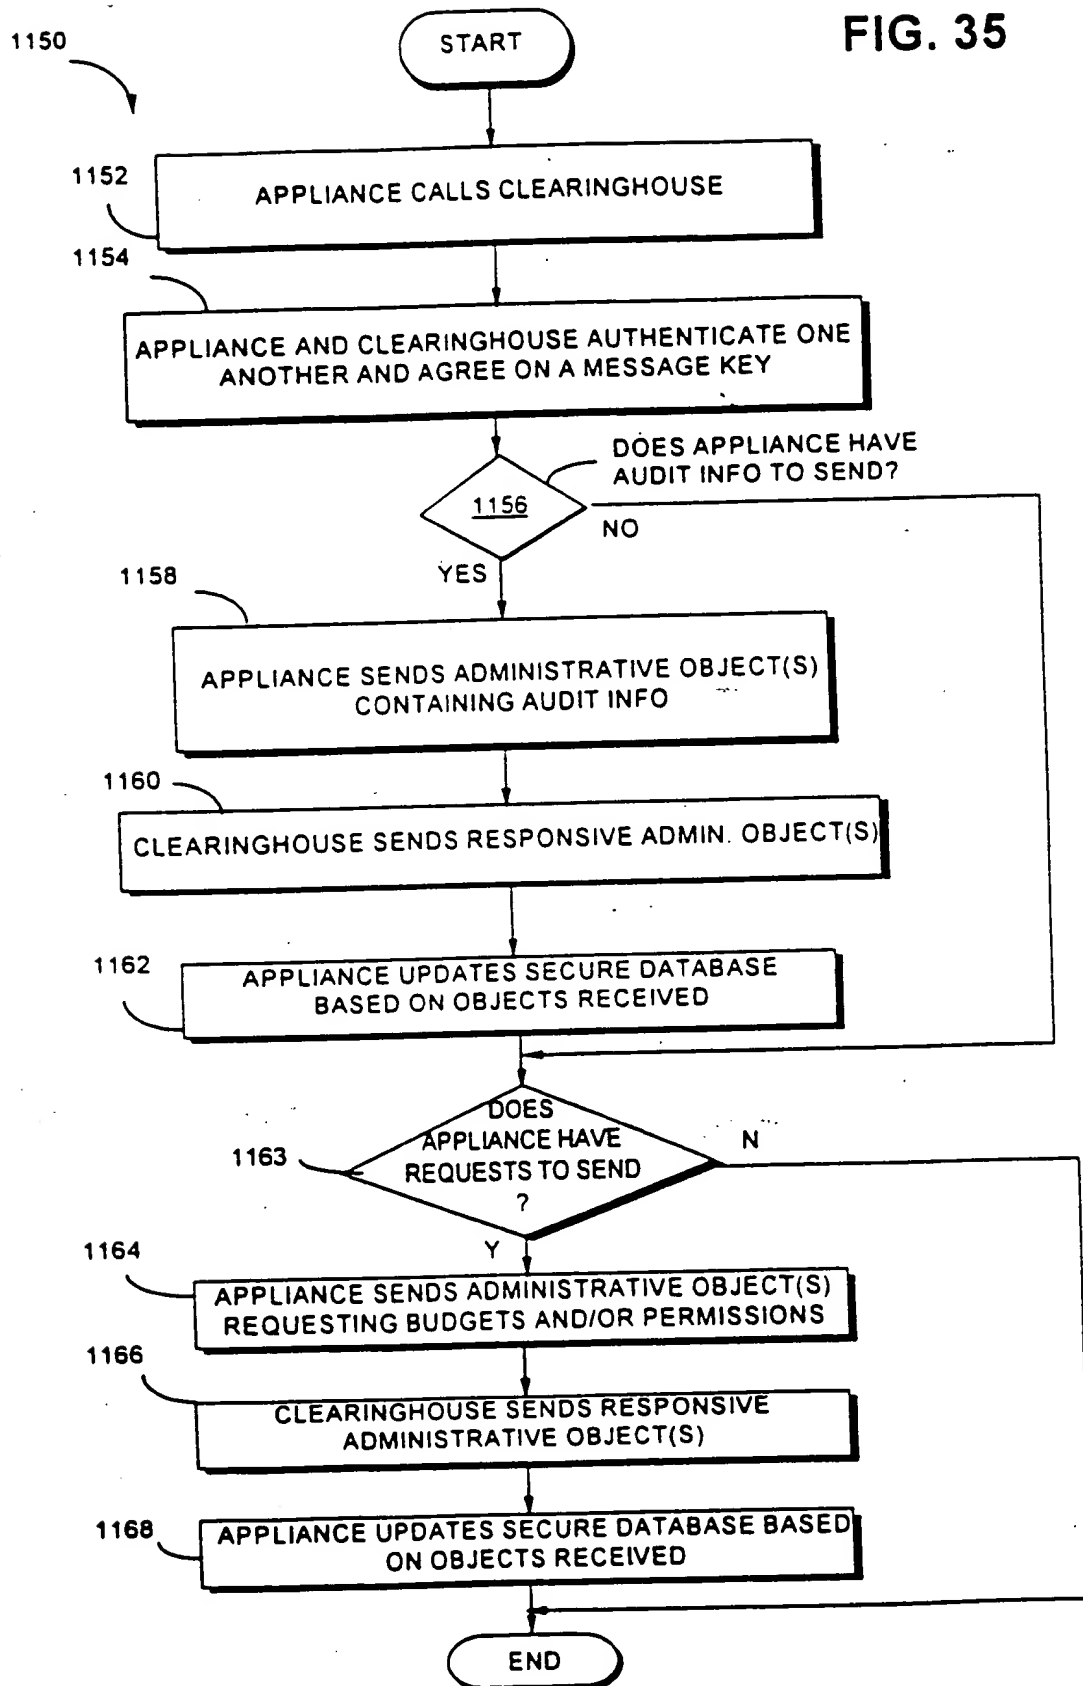 FIG. 35
1150
START
1152
APPLIANCE CALLS CLEARINGHOUSE
1154
APPLIANCE AND CLEARINGHOUSE AUTHENTICATE ONE
ANOTHER AND AGREE ON A MESSAGE KEY
DOES APPLIANCE HAVE
AUDIT INFO TO SEND?
1156
NO
YES
1158
APPLIANCE SENDS ADMINISTRATIVE OBJECT(S)
CONTAINING AUDIT INFO
1160
CLEARINGHOUSE SENDS RESPONSIVE ADMIN. OBJECT(S)
1162
APPLIANCE UPDATES SECURE DATABASE
BASED ON OBJECTS RECEIVED
1163
DOES
APPLIANCE HAVE
REQUESTS TO SEND
?
N
Y
1164
APPLIANCE SENDS ADMINISTRATIVE OBJECT(S)
REQUESTING BUDGETS AND/OR PERMISSIONS
1166
CLEARINGHOUSE SENDS RESPONSIVE
ADMINISTRATIVE OBJECT(S)
1168
APPLIANCE UPDATES SECURE DATABASE BASED
ON OBJECTS RECEIVED
END